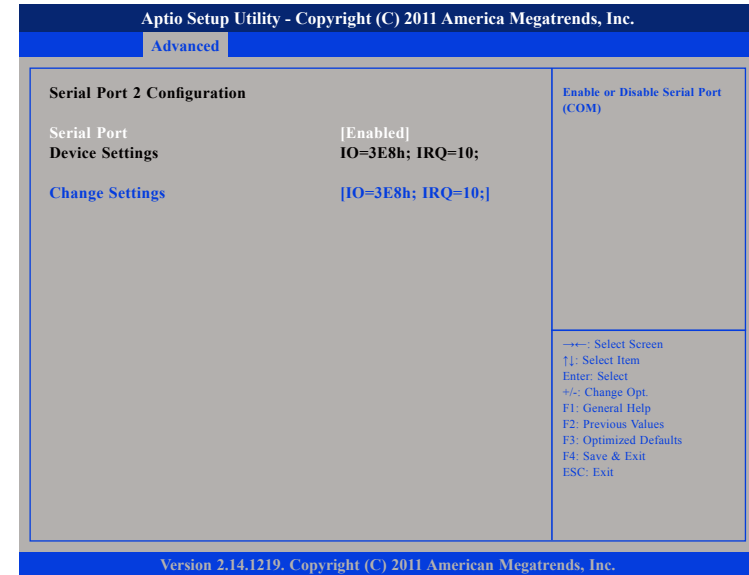 Aptio Setup Utility - Copyright (C) 2011 America Megatrends, Inc.
Advanced
Serial Port 2 Configuration
Serial Port [Enabled]
Device Settings IO=3E8h; IRQ=10;
Change Settings [IO=3E8h; IRQ=10;]
Enable or Disable Serial Port
(COM)
→←: Select Screen
↑↓: Select Item
Enter: Select
+/-: Change Opt.
F1: General Help
F2: Previous Values
F3: Optimized Defaults
F4: Save & Exit
ESC: Exit
Version 2.14.1219. Copyright (C) 2011 American Megatrends, Inc.